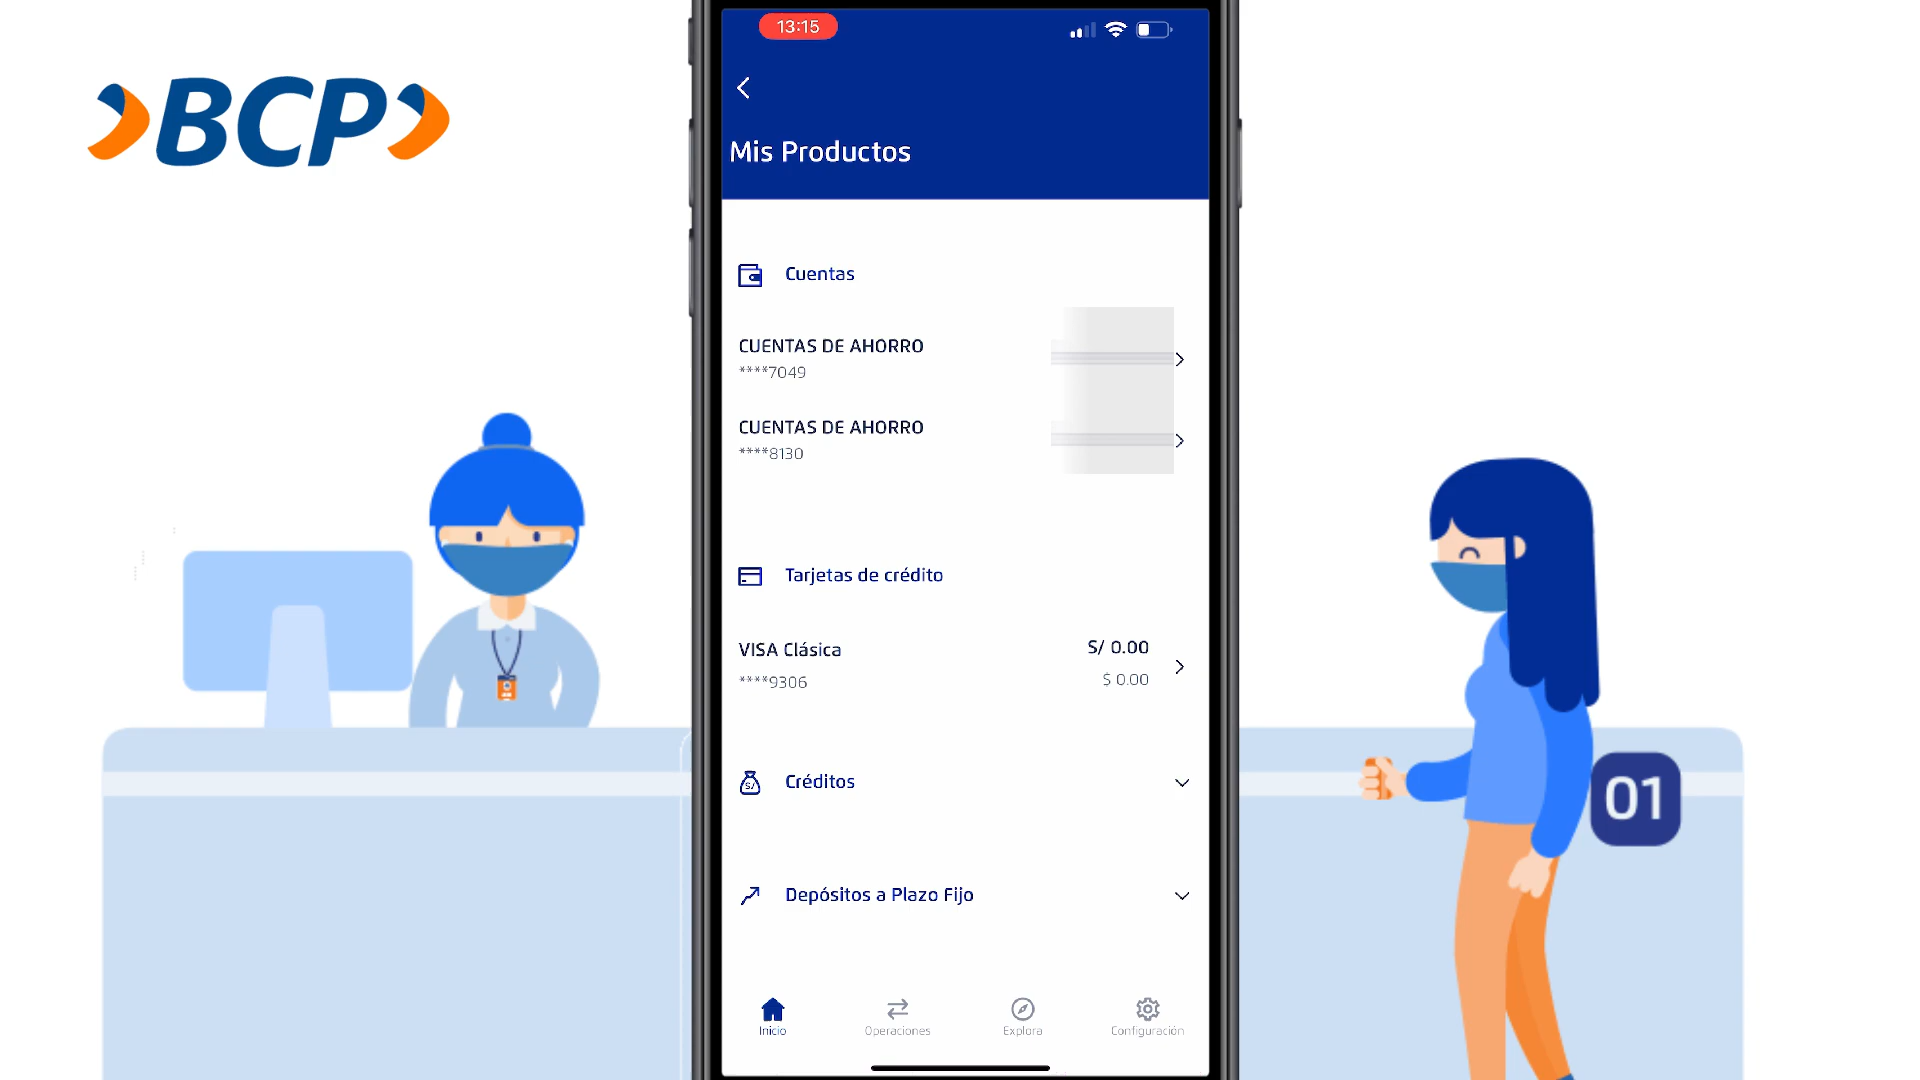 BCP
13:15
Mis Productos
Cuentas
CUENTAS DE AHORRO
****7049
CUENTAS DE AHORRO
****8130
Tarjetas de crédito
VISA Clásica
S/ 0.00
****9306
$ 0.00
S/
Créditos
Depósitos a Plazo Fijo
Inicio
Operaciones
Explora
Configuración
01